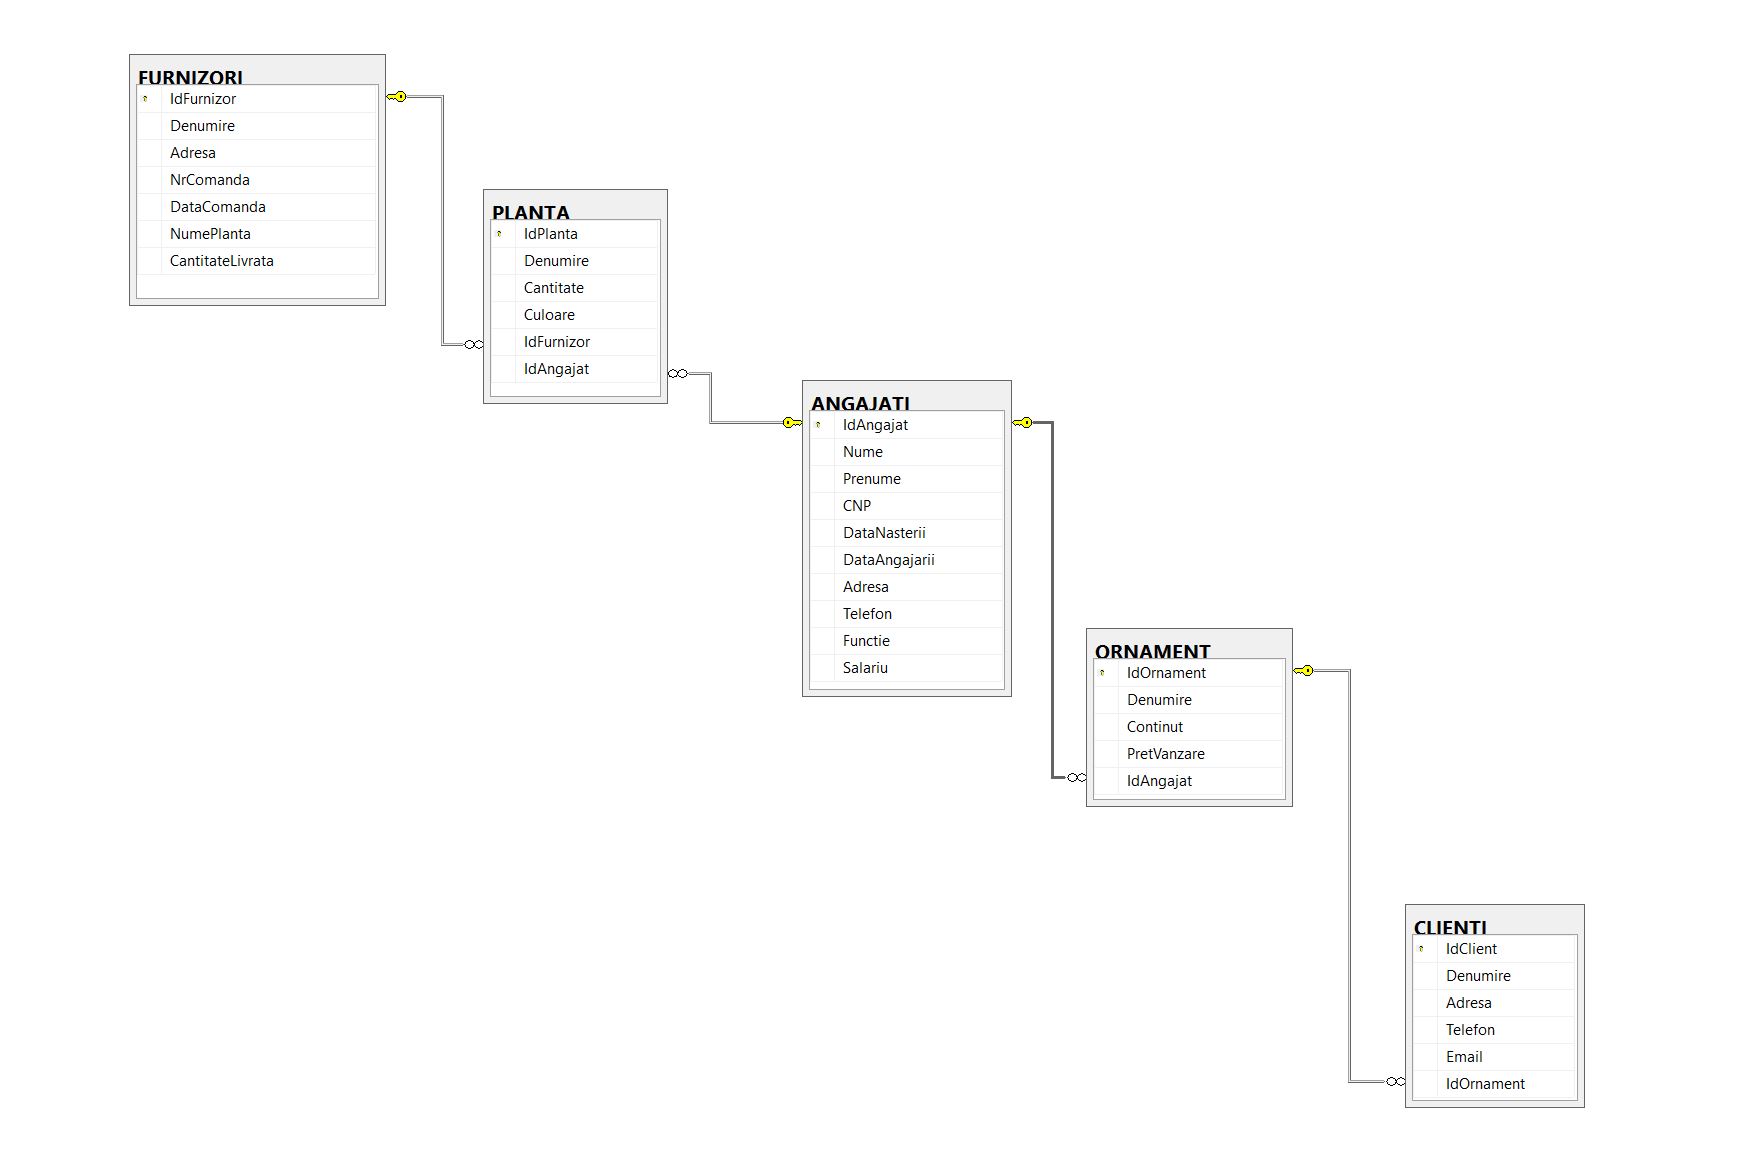 FURNIZORI
IdFurnizor
Denumire
Adresa
NrComanda
DataComanda
NumePlanta
CantitateLivrata
PLANTA
IdPlanta
Denumire
Cantitate
Culoare
IdFurnizor
IdAngajat
ANGAJATI
IdAngajat
Nume
Prenume
CNP
DataNasterii
DataAngajarii
Adresa
Telefon
Functie
Salariu
ORNAMENT
IdOrnament
Denumire
Continut
PretVanzare
IdAngajat
CLIENTI
IdClient
Denumire
Adresa
Telefon
Email
IdOrnament